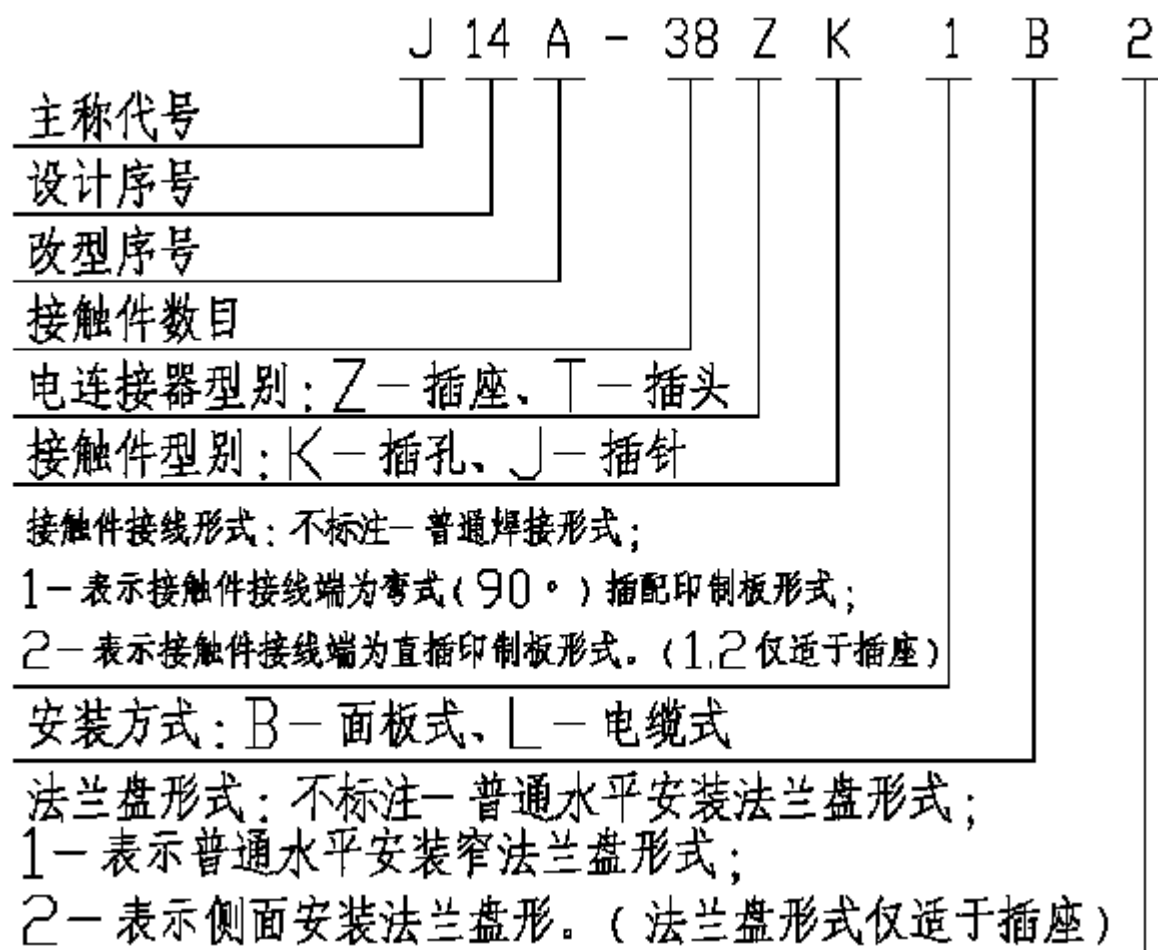 J 14 A - 38 Z K 1 B 2
主称代号
设计序号
改型序号
接触件数目
电连接器型别:Z－插座、T－插头
接触件型别:K－插孔、J－插针
接触件接线形式:不标注－普通焊接形式;
1－表示接触件接线端为弯式(90°)插配印制板形式;
2－表示接触件接线端为直插印制板形式。(1.2仅适于插座)
安装方式:B－面板式、L－电缆式
法兰盘形式:不标注－普通水平安装法兰盘形式;
1－表示普通水平安装窄法兰盘形式;
2－表示侧面安装法兰盘形。(法兰盘形式仅适于插座)